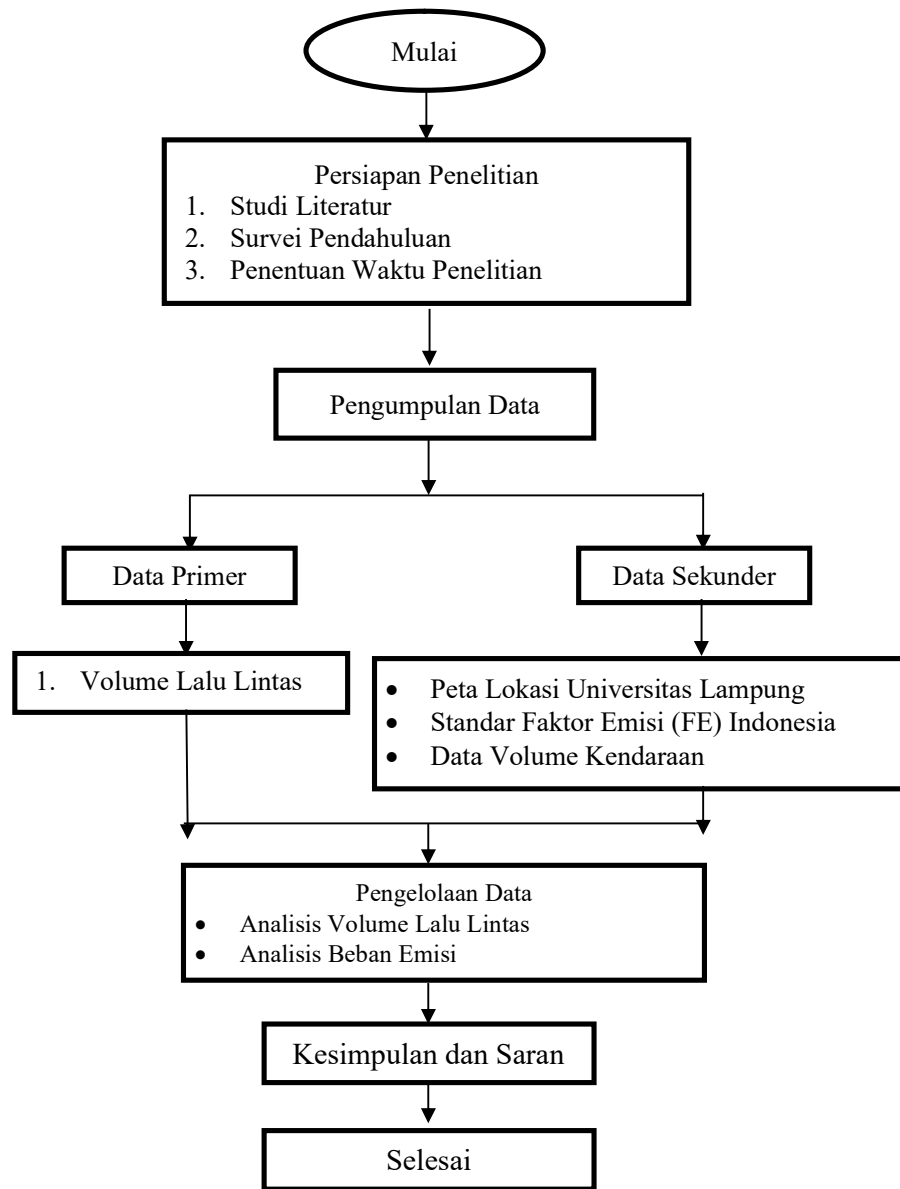 Mulai
Persiapan Penelitian
1. Studi Literatur
2. Survei Pendahuluan
3. Penentuan Waktu Penelitian
Pengumpulan Data
Data Primer
Data Sekunder
1. Volume Lalu Lintas
• Peta Lokasi Universitas Lampung
• Standar Faktor Emisi (FE) Indonesia
• Data Volume Kendaraan
Pengelolaan Data
• Analisis Volume Lalu Lintas
• Analisis Beban Emisi
Kesimpulan dan Saran
Selesai